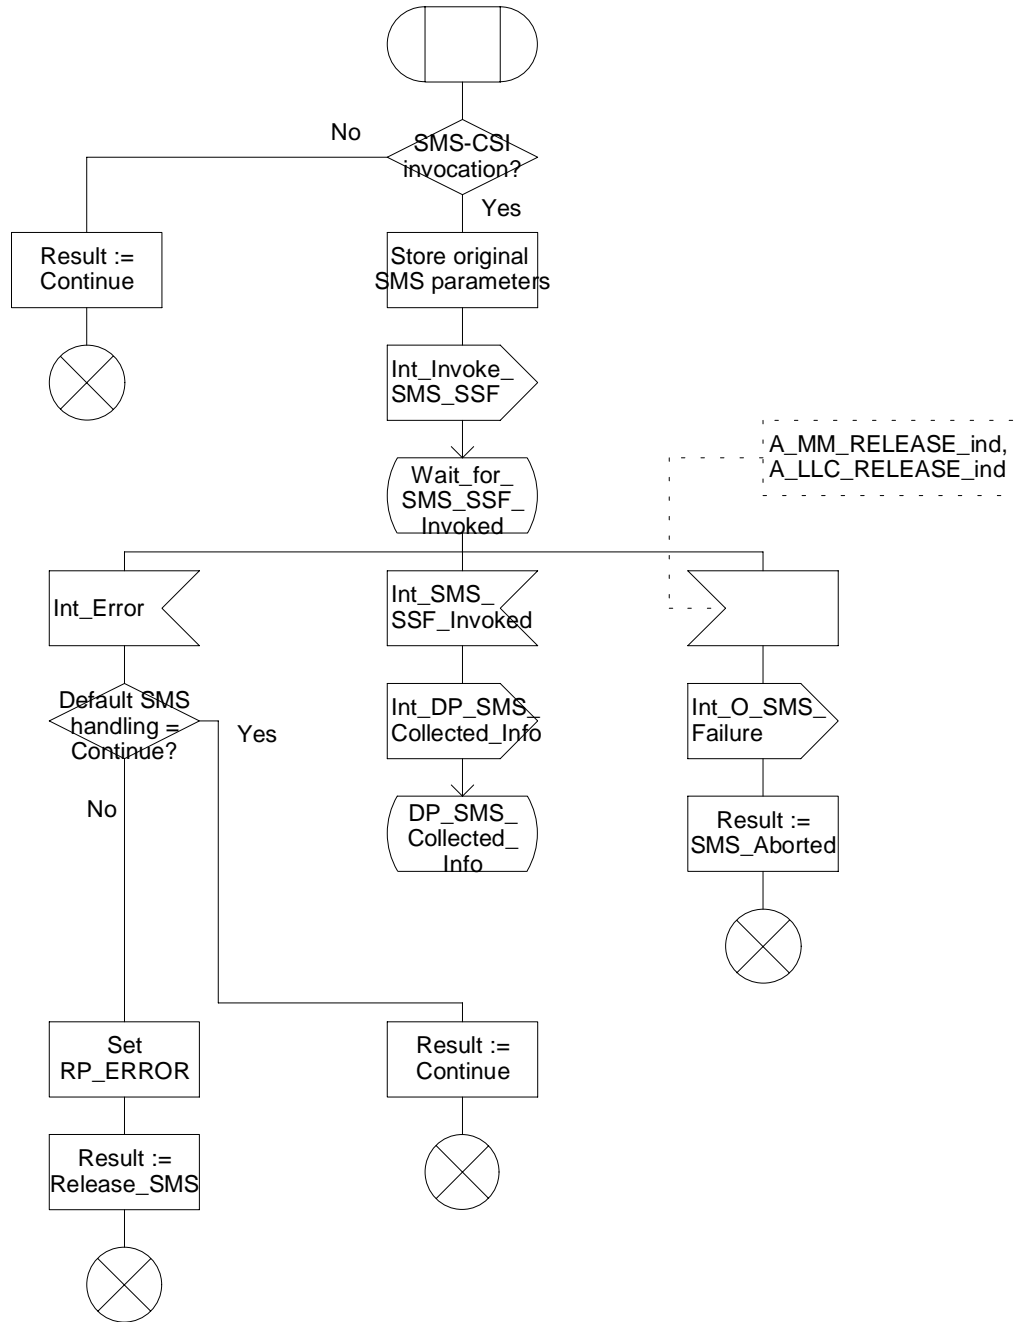 No
SMS-CSI
invocation?
Yes
Result :=
Continue
Store original
SMS parameters
Int_Invoke_
SMS_SSF
A_MM_RELEASE_ind,
A_LLC_RELEASE_ind
Wait_for_
SMS_SSF_
Invoked
Int_Error
Int_SMS_
SSF_Invoked
Default SMS
handling =
Continue?
Yes
No
Int_DP_SMS_
Collected_Info
Int_O_SMS_
Failure
DP_SMS_
Collected_
Info
Result :=
SMS_Aborted
Set
RP_ERROR
Result :=
Continue
Result :=
Release_SMS